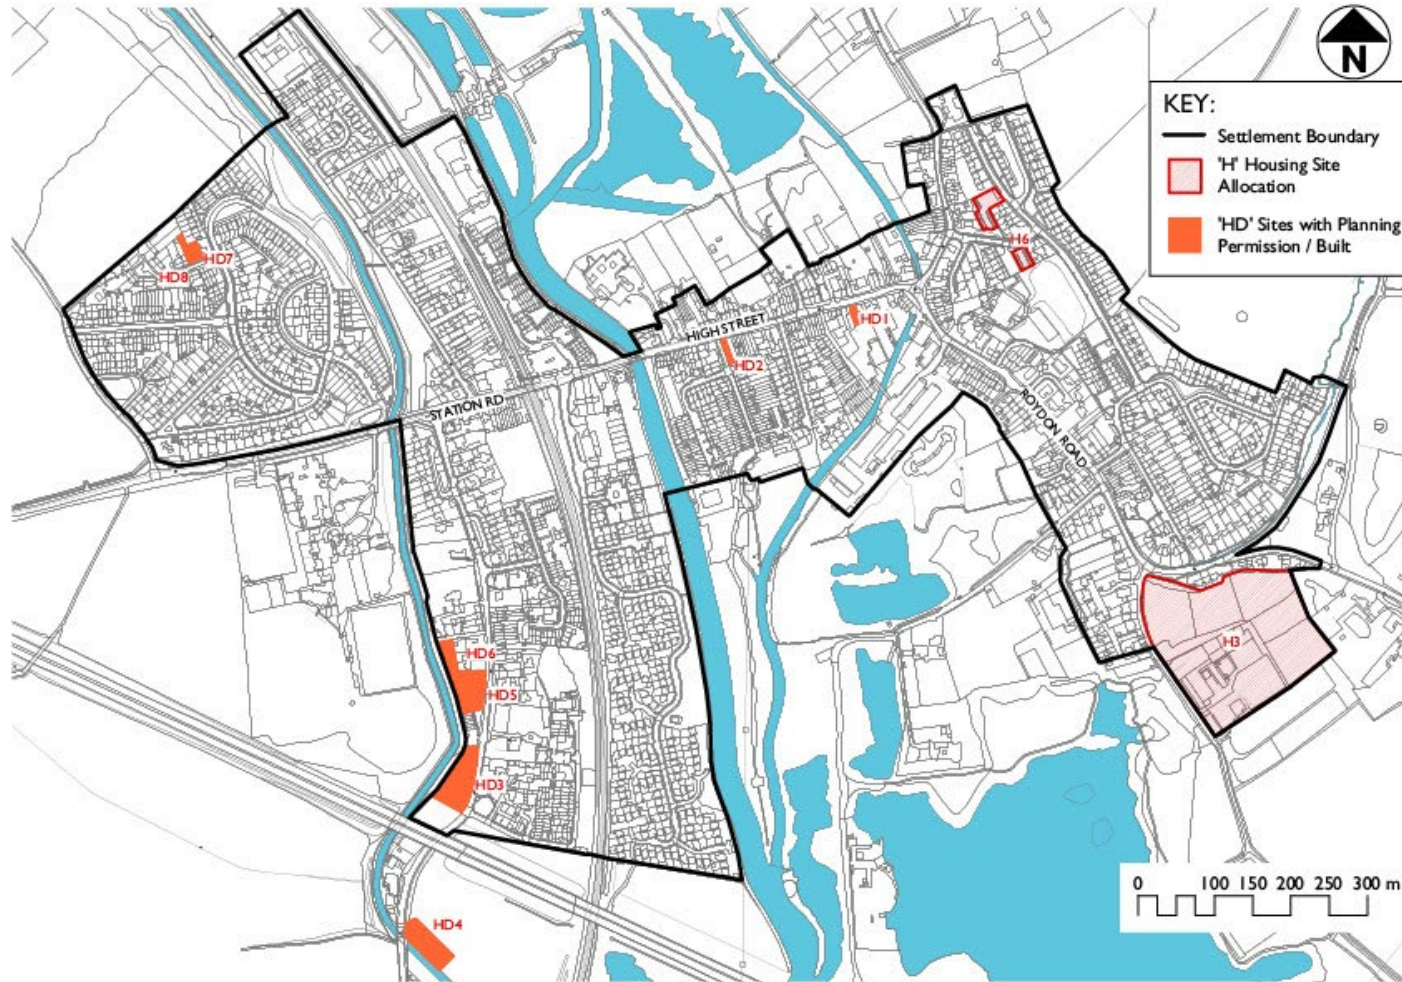 N
KEY:
Settlement Boundary
'H' Housing Site
Allocation
'HD' Sites with Planning
Permission / Built
H6
HD7
HD8
HIGH STREET
HD1
HD2
STATION RD
ROYDON ROAD
H3
HD6
HD5
HD3
HD4
0 100 150 200 250 300 m